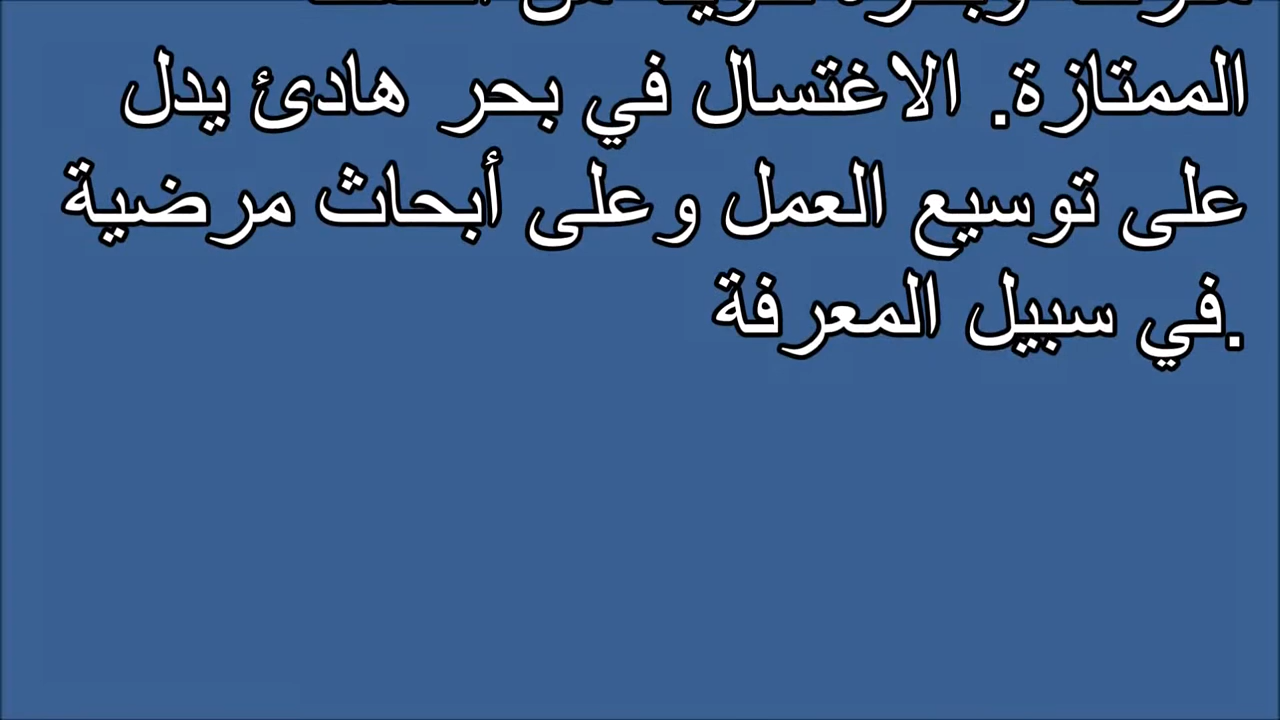 الممتازة. الاغتسال في بحر هادئ يدل
على توسيع العمل وعلى أبحاث مرضية
.في سبيل المعرفة